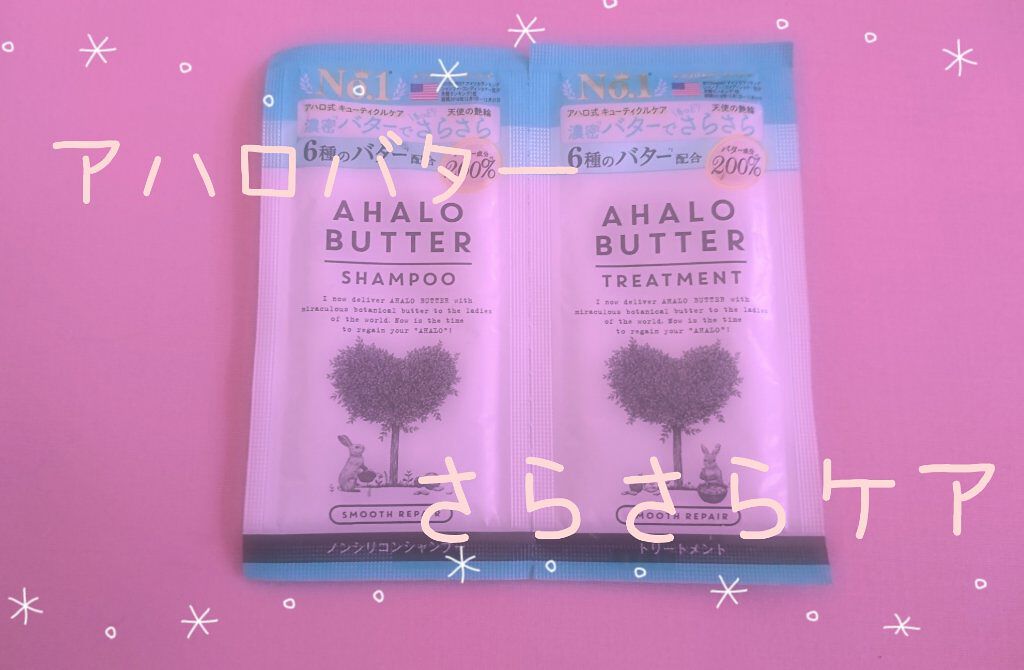 アハロバター
No.1
アハロ式 キューティクルケア
天使の艶輪
濃密バターでさらさら
6種のバター配合
200%
AHALO
BUTTER
SHAMPOO
I now deliver AHALO BUTTER with
miraculous botanical butter to the ladies
of the world. Now is the time
to regain your "AHALO"!
SMOOTH REPAIR
ノンシリコンシャンプー
No.1
アハロ式 キューティクルケア
天使の艶輪
濃密バターでさらさら
6種のバター配合
バター成分
200%
AHALO
BUTTER
TREATMENT
I now deliver AHALO BUTTER with
miraculous botanical butter to the ladies
of the world. Now is the time
to regain your "AHALO"!
SMOOTH REPAIR
トリートメント
さらさらケア